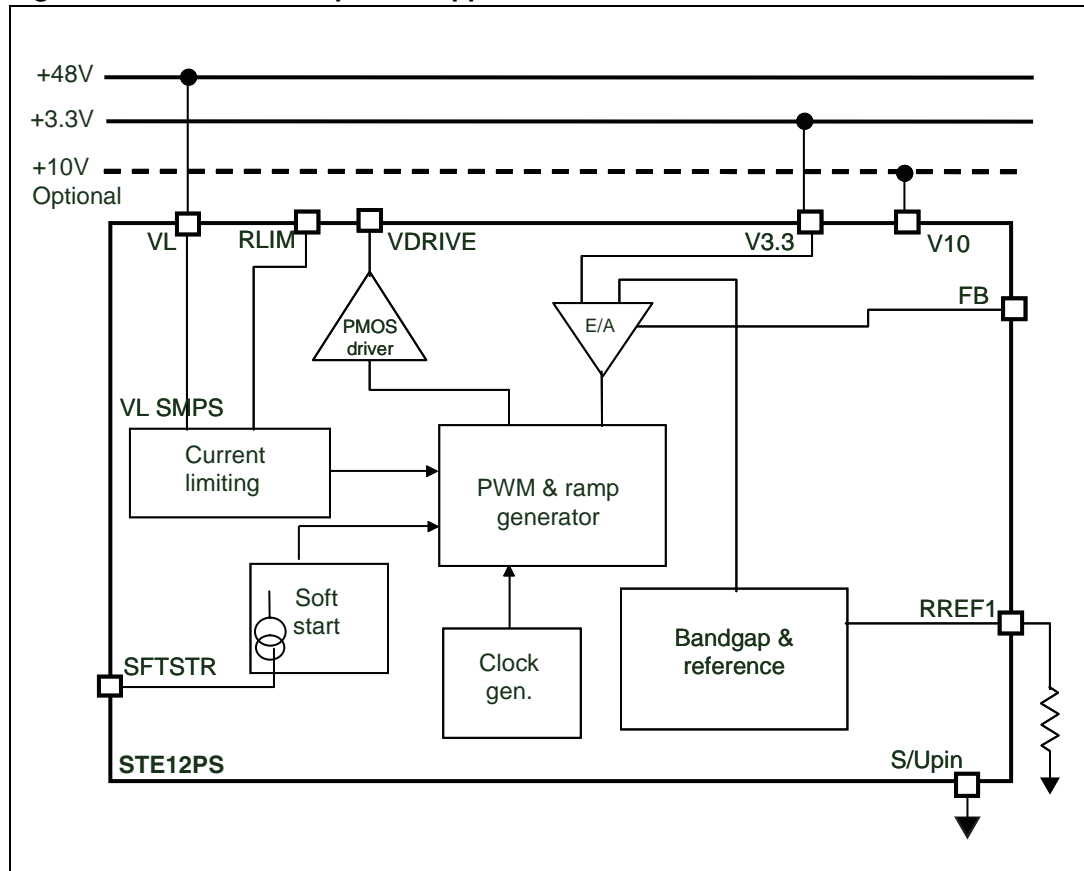 +48V
+3.3V
+10V
Optional
VL
RLIM
VDRIVE
V3.3
V10
FB
E/A
PMOS
driver
VL SMPS
Current
limiting
PWM & ramp
generator
Soft
start
RREF1
Bandgap &
reference
Clock
gen.
SFTSTR
STE12PS
S/Upin